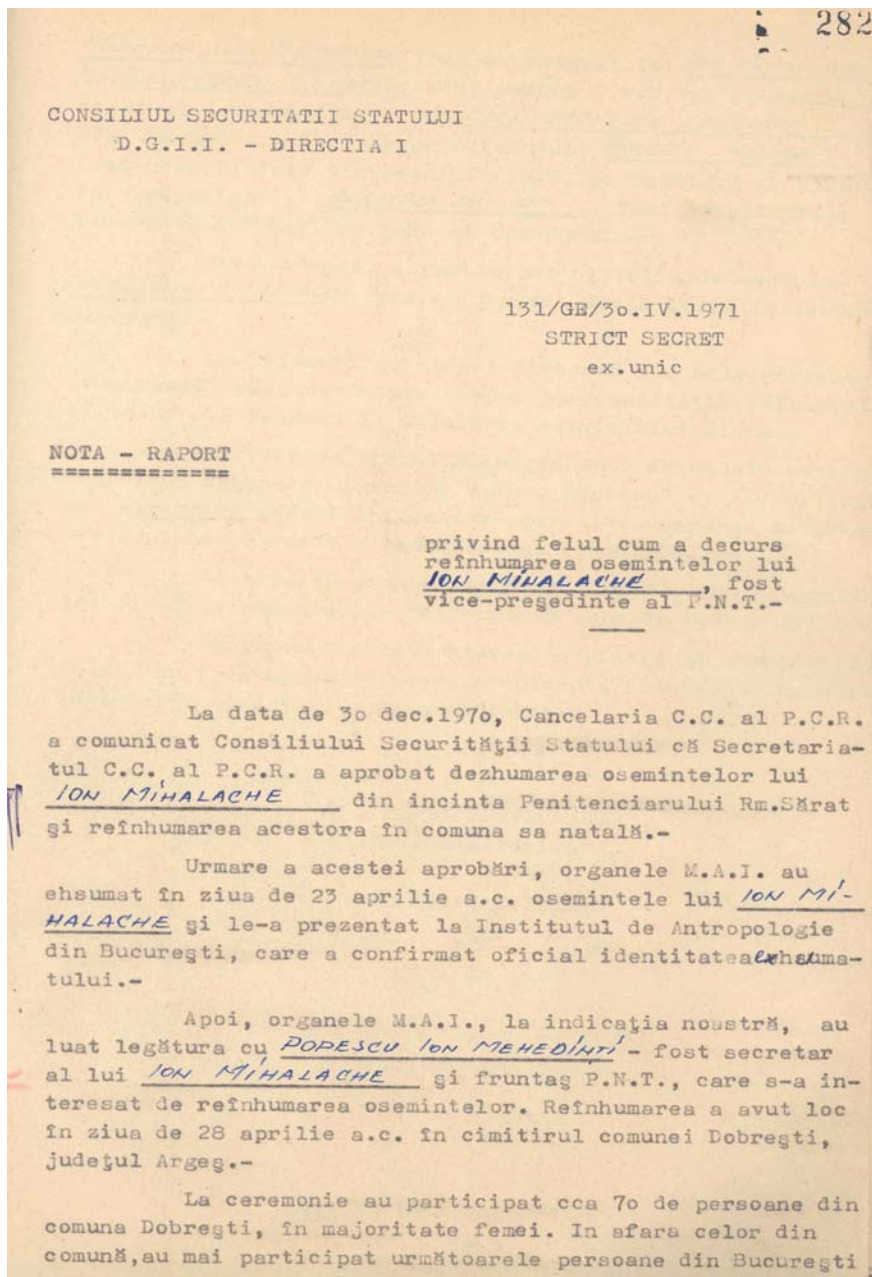 282
CONSILIUL SECURITATII STATULUI
D.G.I.I. - DIRECTIA I
131/GE/3o.IV.1971
STRICT SECRET
ex.unic
NOTA - RAPORT
=============
privind felul cum a decurs
reînhumarea osemintelor lui
ION MIHALACHE, fost
vice-preşedinte al P.N.T.-
La data de 3o dec.197o, Cancelaria C.C. al P.C.R.
a comunicat Consiliului Securităţii Statului că Secretaria-
tul C.C. al P.C.R. a aprobat dezhumarea osemintelor lui
ION MIHALACHE din incinta Penitenciarului Rm.Sărat
şi reînhumarea acestora în comuna sa natală.-
Urmare a acestei aprobări, organele M.A.I. au
ehsumat în ziua de 23 aprilie a.c. osemintele lui ION MI-
HALACHE şi le-a prezentat la Institutul de Antropologie
din Bucureşti, care a confirmat oficial identitatea exhuma-
tului.-
Apoi, organele M.A.I., la indicaţia noastră, au
luat legătura cu POPESCU ION MEHEDINTI - fost secretar
al lui ION MIHALACHE şi fruntaş P.N.T., care s-a in-
teresat de reînhumarea osemintelor. Reînhumarea a avut loc
în ziua de 28 aprilie a.c. în cimitirul comunei Dobreşti,
judeţul Argeş.-
La ceremonie au participat cca 7o de persoane din
comuna Dobreşti, în majoritate femei. In afara celor din
comună,au mai participat următoarele persoane din Bucureşti